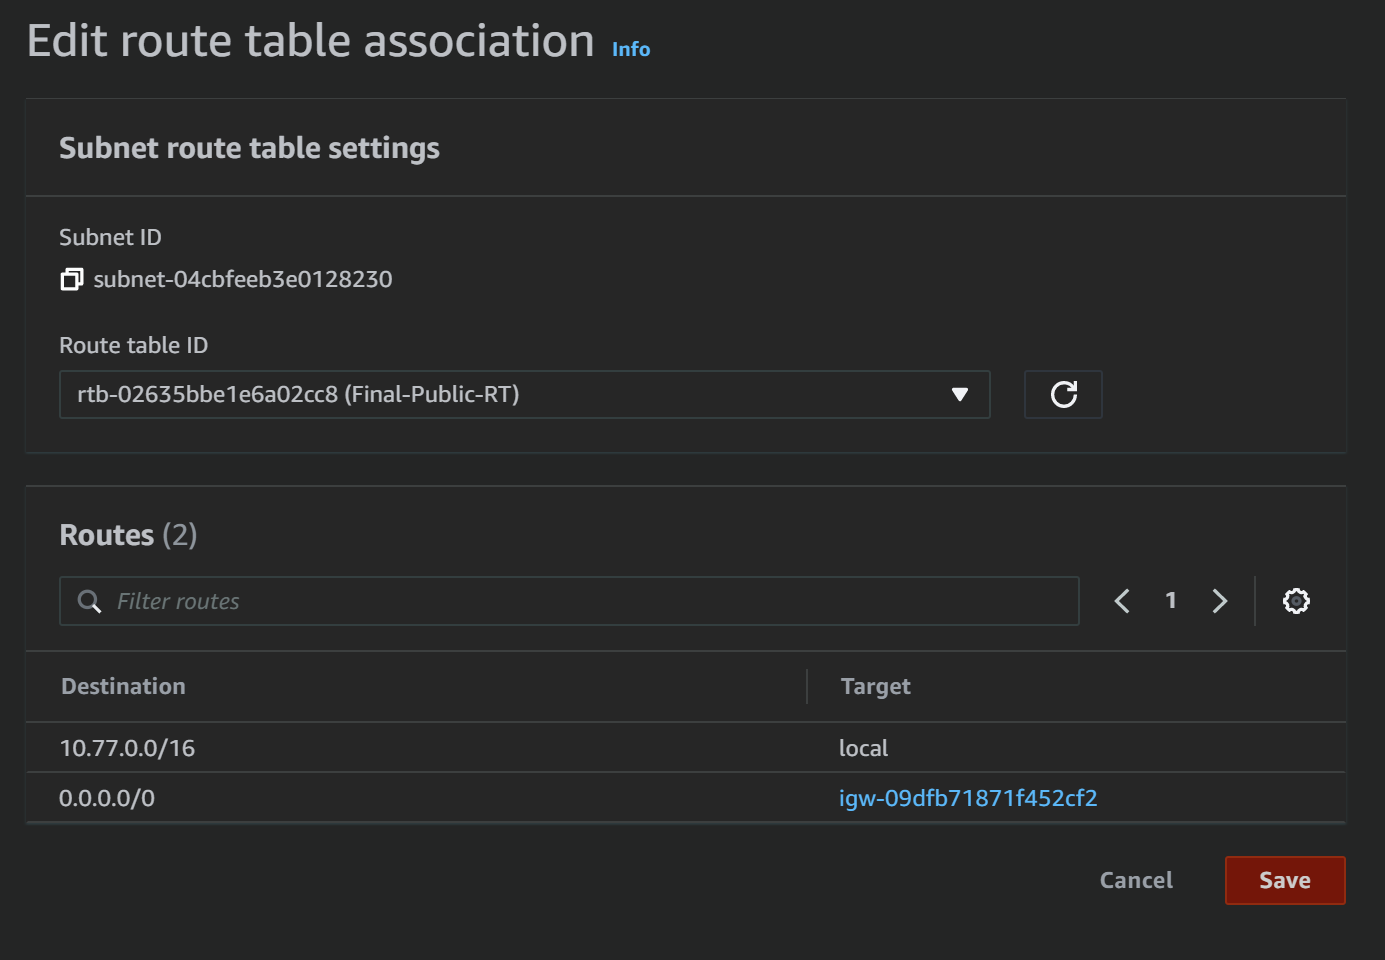 Edit route table association Info
Subnet route table settings
Subnet ID
subnet-04cbfeeb3e0128230
Route table ID
rtb-02635bbe1e6a02cc8 (Final-Public-RT)
Routes (2)
Filter routes
1
Destination Target
10.77.0.0/16 local
0.0.0.0/0 igw-09dfb71871f452cf2
Cancel Save